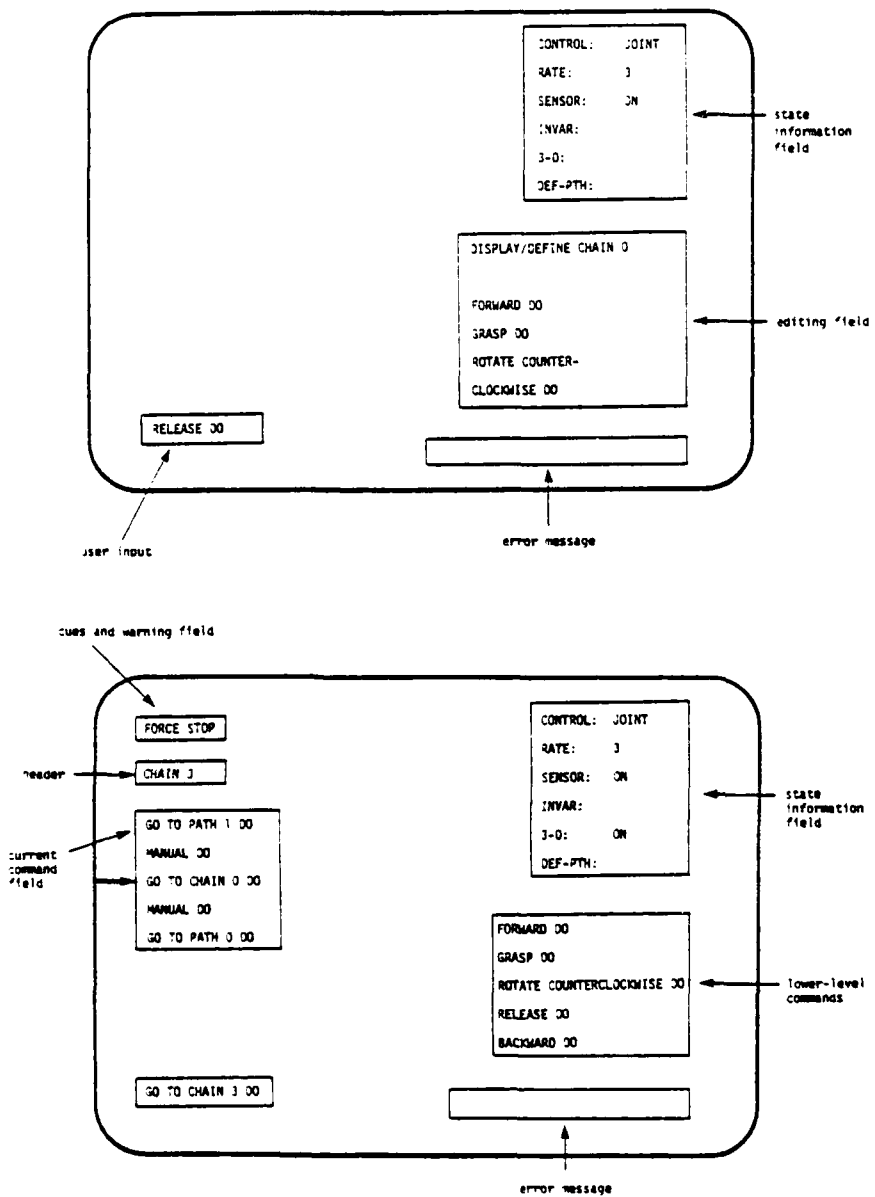 CONTROL: JOINT
RATE: 3
SENSOR: ON
INVAR:
3-D:
DEF-PTH:
state
information
field
DISPLAY/DEFINE CHAIN 0
FORWARD DO
GRASP DO
ROTATE COUNTER-
CLOCKWISE DO
editing field
RELEASE DO
user input
error message
cues and warning field
FORCE STOP
header
CHAIN 3
current
command
field
GO TO PATH 1 DO
MANUAL DO
GO TO CHAIN 0 DO
MANUAL DO
GO TO PATH 0 DO
CONTROL: JOINT
RATE: 3
SENSOR: ON
INVAR:
3-D: ON
DEF-PTH:
state
information
field
FORWARD DO
GRASP DO
ROTATE COUNTERCLOCKWISE DO
RELEASE DO
BACKWARD DO
lower-level
commands
GO TO CHAIN 3 DO
error message